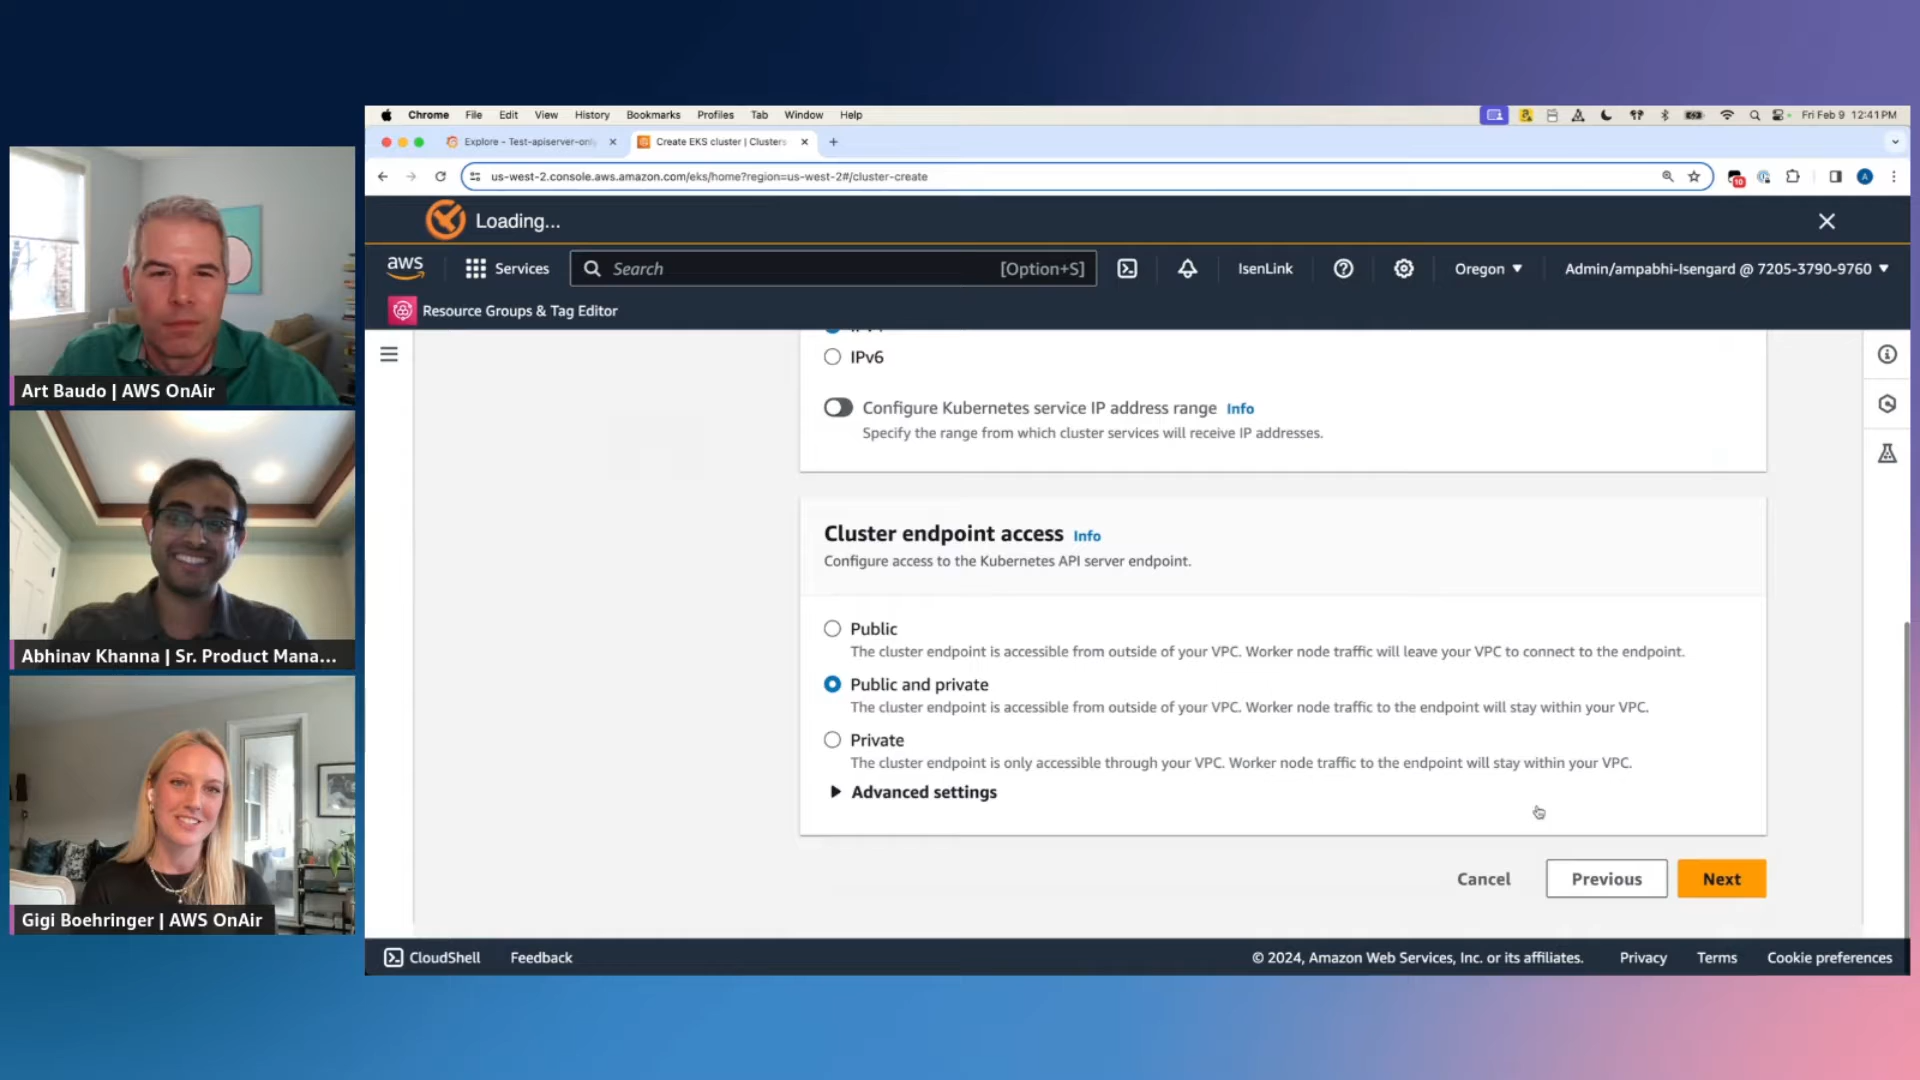 Chrome File Edit View History Bookmarks Profiles Tab Window Help
Fri Feb 9 12:41 PM
Explore - Test-apiserver-only
Create EKS cluster | Clusters
us-west-2.console.aws.amazon.com/eks/home?region=us-west-2#/cluster-create
10
A
Loading...
aws
Services
Search
[Option+S]
IsenLink
Oregon
Admin/ampabhi-Isengard @ 7205-3790-9760
Resource Groups & Tag Editor
IPv6
Configure Kubernetes service IP address range Info
Specify the range from which cluster services will receive IP addresses.
Cluster endpoint access Info
Configure access to the Kubernetes API server endpoint.
Public
The cluster endpoint is accessible from outside of your VPC. Worker node traffic will leave your VPC to connect to the endpoint.
Public and private
The cluster endpoint is accessible from outside of your VPC. Worker node traffic to the endpoint will stay within your VPC.
Private
The cluster endpoint is only accessible through your VPC. Worker node traffic to the endpoint will stay within your VPC.
Advanced settings
Cancel
Previous
Next
CloudShell
Feedback
© 2024, Amazon Web Services, Inc. or its affiliates.
Privacy
Terms
Cookie preferences
Art Baudo | AWS OnAir
Abhinav Khanna | Sr. Product Mana...
Gigi Boehringer | AWS OnAir